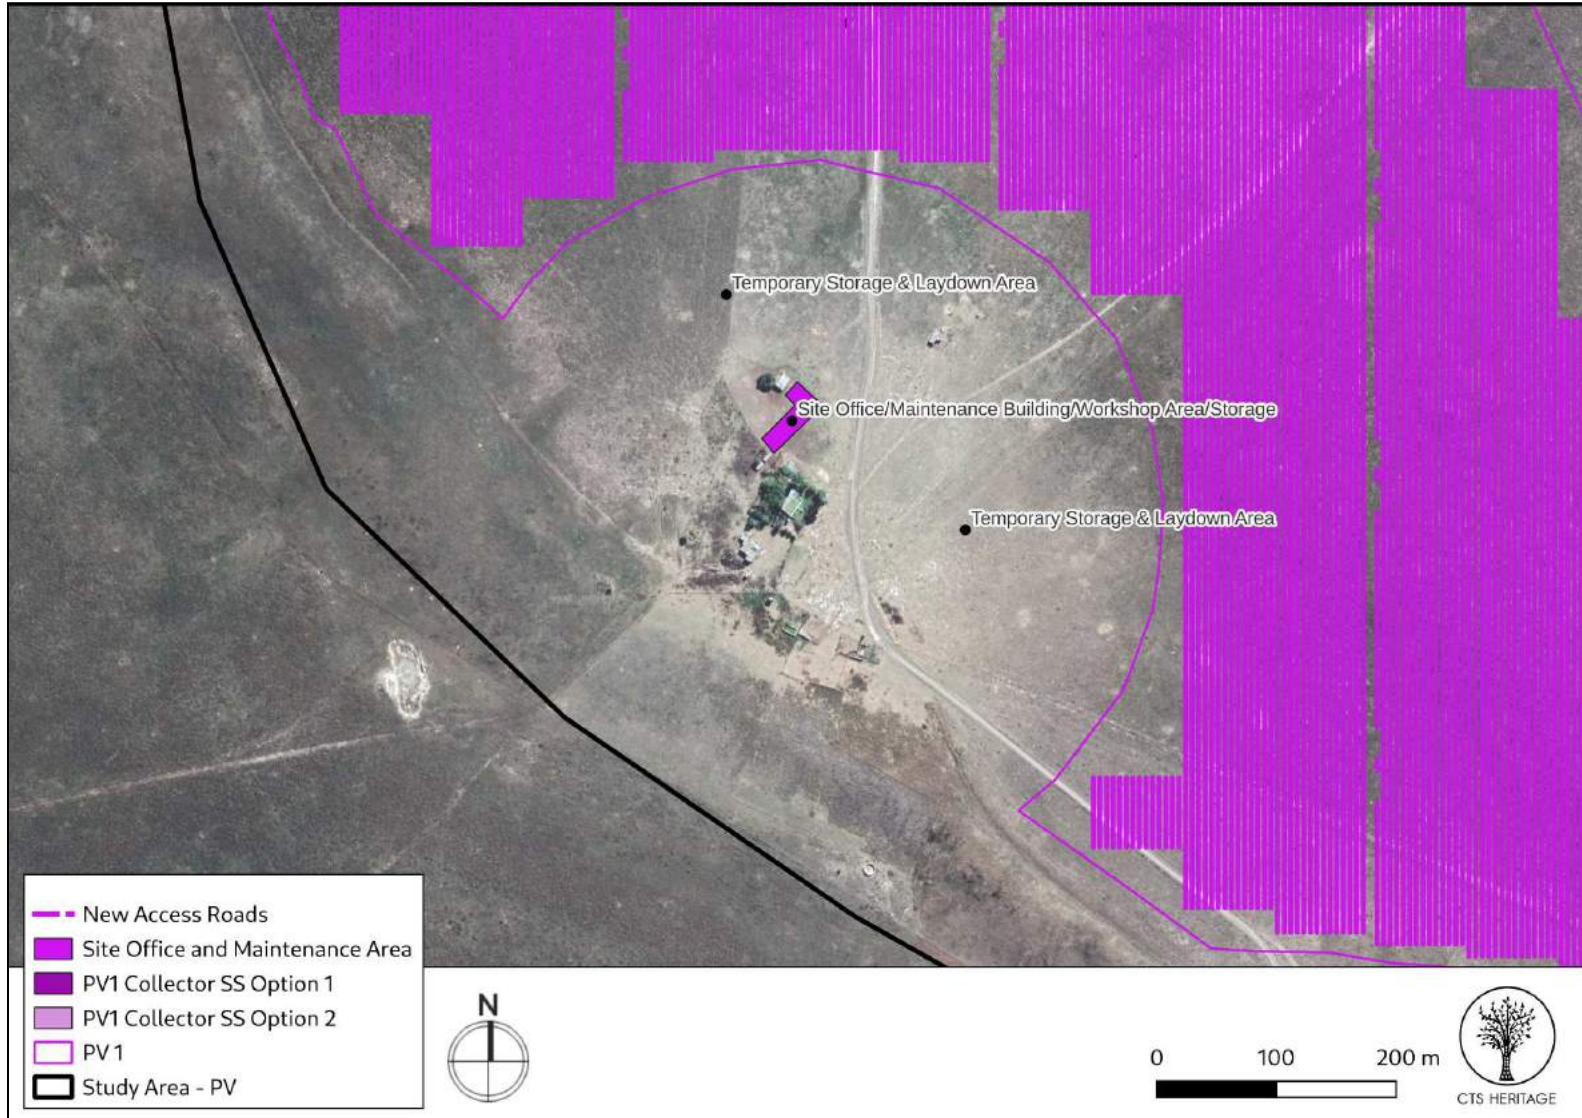 Temporary Storage & Laydown Area
Site Office/Maintenance Building/Workshop Area/Storage
Temporary Storage & Laydown Area
New Access Roads
Site Office and Maintenance Area
PV1 Collector SS Option 1
PV1 Collector SS Option 2
PV 1
Study Area - PV
N
0 100 200 m
CTS HERITAGE